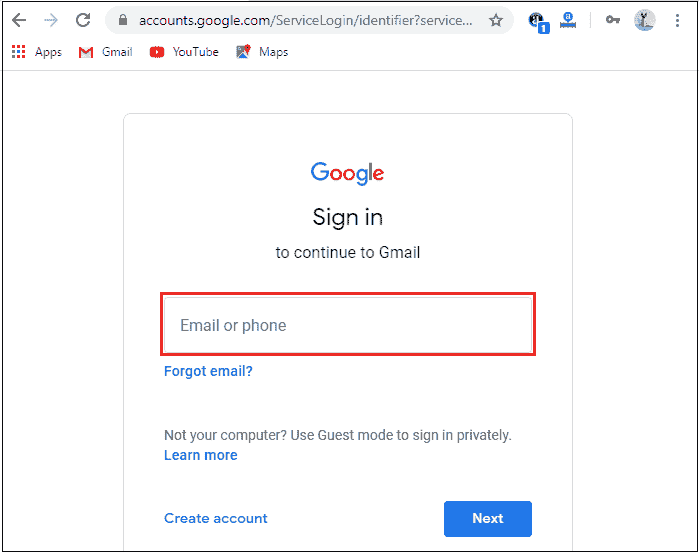 accounts.google.com/ServiceLogin/identifier?service...
1
a
Apps Gmail YouTube Maps
Google
Sign in
to continue to Gmail
Email or phone
Forgot email?
Not your computer? Use Guest mode to sign in privately.
Learn more
Create account Next